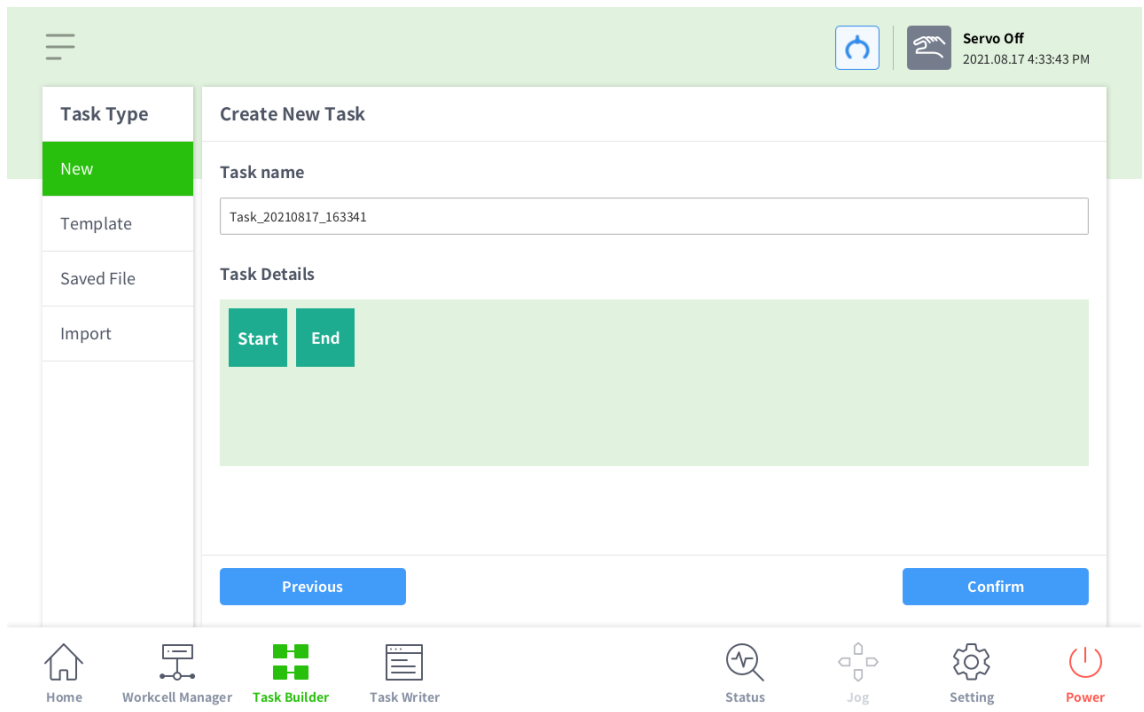 Servo Off
2021.08.17 4:33:43 PM
Task Type
New
Template
Saved File
Import
Create New Task
Task name
Task_20210817_163341
Task Details
Start End
Previous Confirm
Home Workcell Manager Task Builder Task Writer Status Jog Setting Power